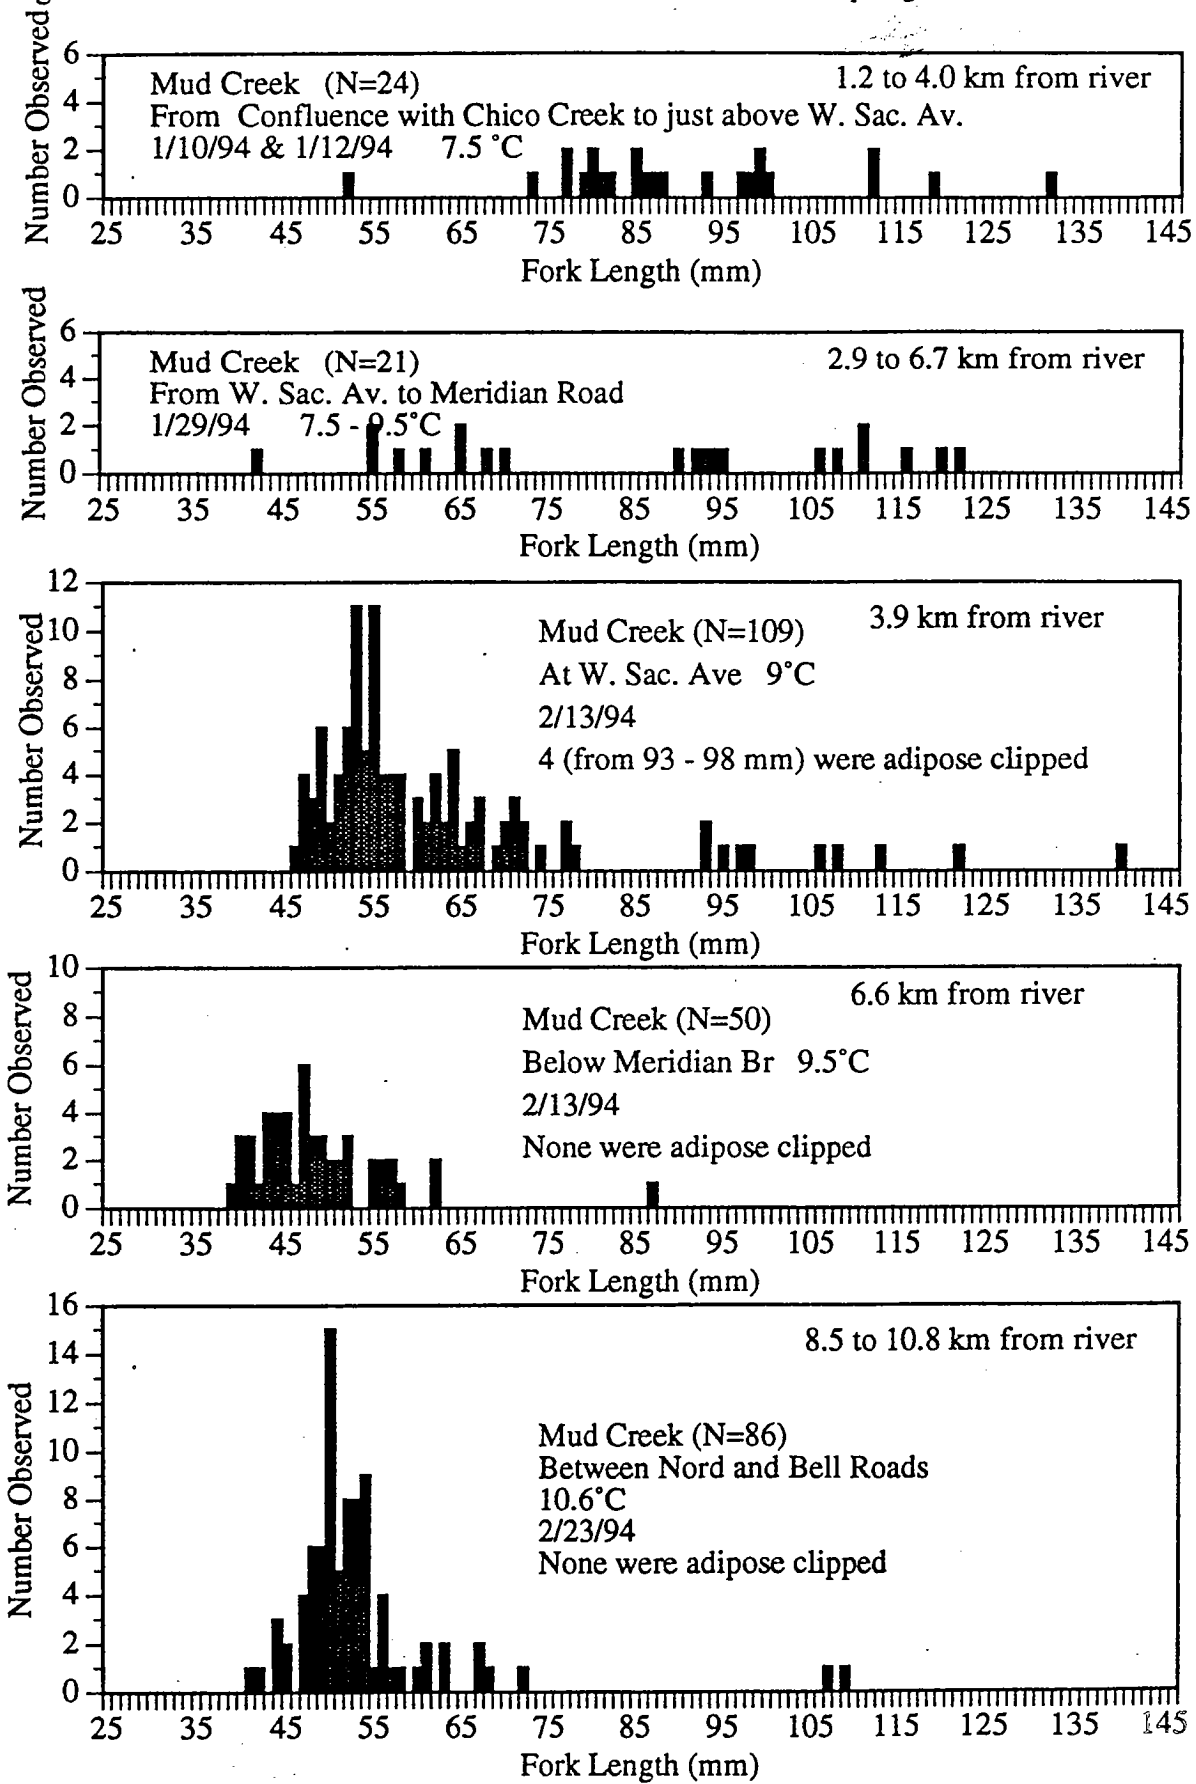 6
4
2
0
Number Observed
Mud Creek (N=24)
1.2 to 4.0 km from river
From Confluence with Chico Creek to just above W. Sac. Av.
1/10/94 & 1/12/94 7.5 °C
25 35 45 55 65 75 85 95 105 115 125 135 145
Fork Length (mm)
6
4
2
0
Number Observed
Mud Creek (N=21)
2.9 to 6.7 km from river
From W. Sac. Av. to Meridian Road
1/29/94 7.5 - 9.5°C
25 35 45 55 65 75 85 95 105 115 125 135 145
Fork Length (mm)
12
10
8
6
4
2
0
Number Observed
3.9 km from river
Mud Creek (N=109)
At W. Sac. Ave 9°C
2/13/94
4 (from 93 - 98 mm) were adipose clipped
25 35 45 55 65 75 85 95 105 115 125 135 145
Fork Length (mm)
10
8
6
4
2
0
Number Observed
6.6 km from river
Mud Creek (N=50)
Below Meridian Br 9.5°C
2/13/94
None were adipose clipped
25 35 45 55 65 75 85 95 105 115 125 135 145
Fork Length (mm)
16
14
12
10
8
6
4
2
0
Number Observed
8.5 to 10.8 km from river
Mud Creek (N=86)
Between Nord and Bell Roads
10.6°C
2/23/94
None were adipose clipped
25 35 45 55 65 75 85 95 105 115 125 135 145
Fork Length (mm)